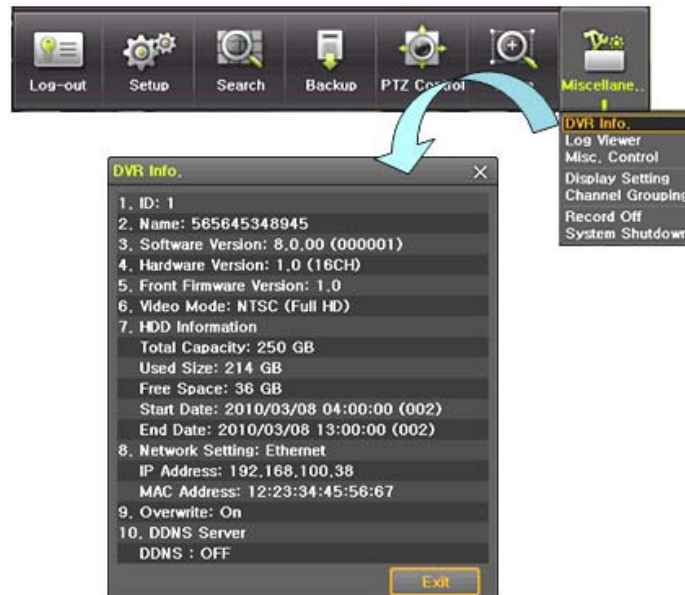 Log-out
Setup
Search
Backup
PTZ Control
Miscellane..
DVR Info.
Log Viewer
Misc. Control
Display Setting
Channel Grouping
Record Off
System Shutdown
DVR Info.
1. ID: 1
2. Name: 565645348945
3. Software Version: 8.0.00 (000001)
4. Hardware Version: 1.0 (16CH)
5. Front Firmware Version: 1.0
6. Video Mode: NTSC (Full HD)
7. HDD Information
Total Capacity: 250 GB
Used Size: 214 GB
Free Space: 36 GB
Start Date: 2010/03/08 04:00:00 (002)
End Date: 2010/03/08 13:00:00 (002)
8. Network Setting: Ethernet
IP Address: 192.168.100.38
MAC Address: 12:23:34:45:56:67
9. Overwrite: On
10. DDNS Server
DDNS : OFF
Exit